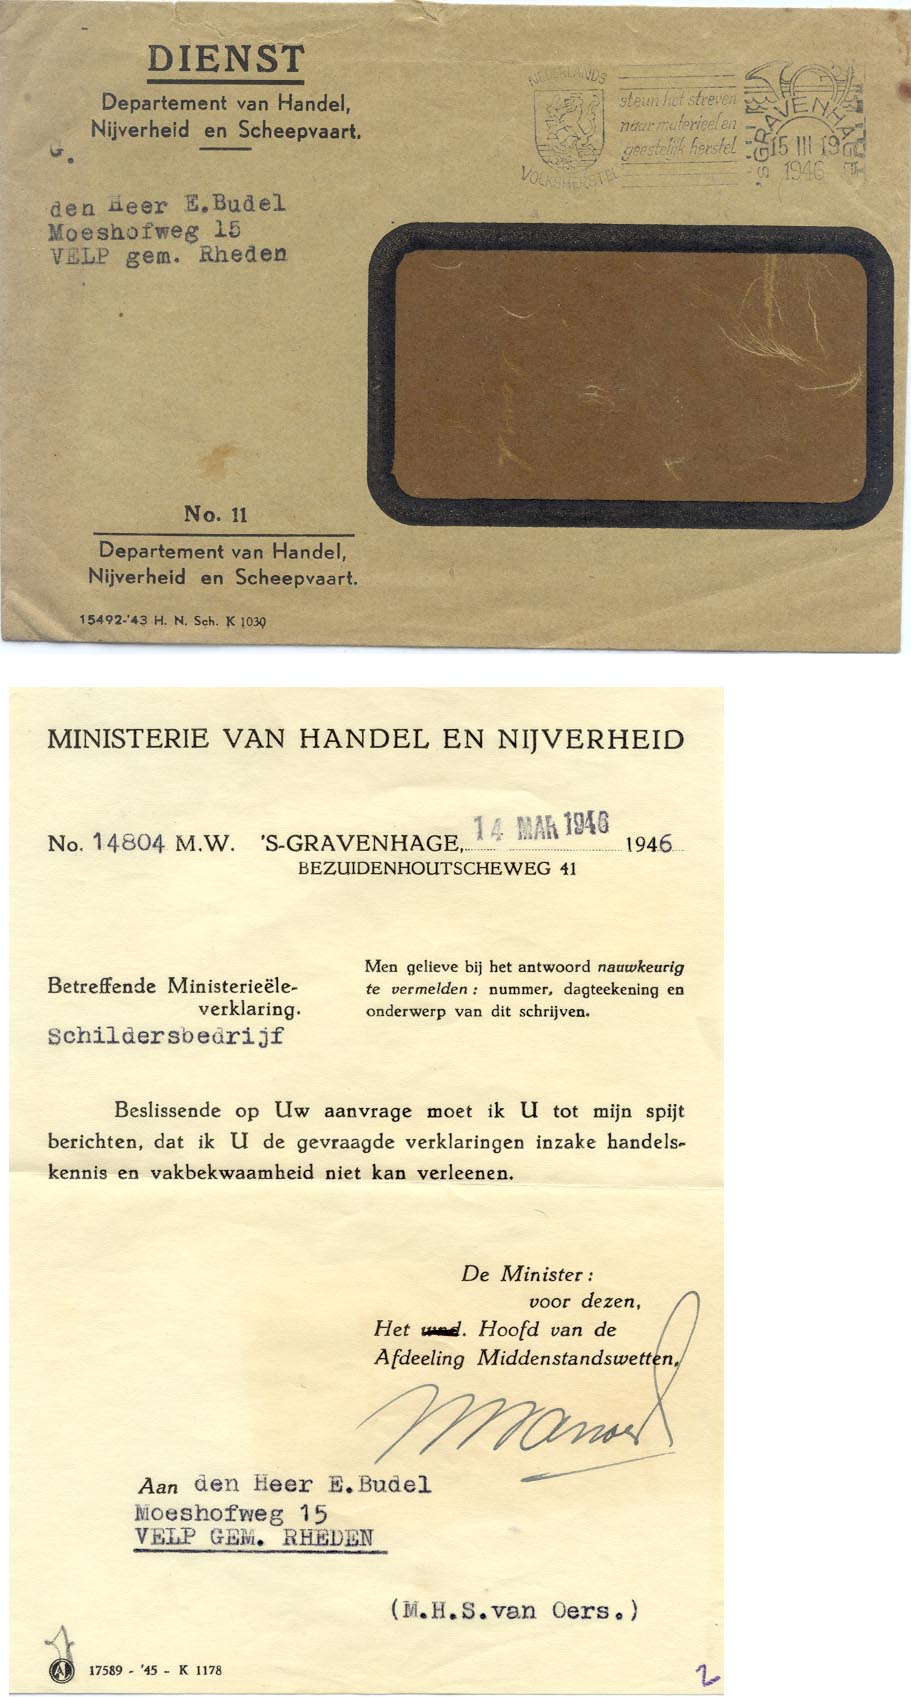 DIENST
Departement van Handel,
Nijverheid en Scheepvaart.
G.
NEDERLANDS
VOLKSHERSTEL
steun het streven
naar materieel en
geestelijk herstel
'S GRAVENHAGE
15 III 19
1946
den Heer E.Budel
Moeshofweg 15
VELP gem. Rheden
No. 11
Departement van Handel,
Nijverheid en Scheepvaart.
15492-'43 H. N. Sch. K 1030
MINISTERIE VAN HANDEL EN NIJVERHEID
No. 14804 M.W. 'S-GRAVENHAGE, 14 MAR 1946 1946
BEZUIDENHOUTSCHEWEG 41
Betreffende Ministerieële-
verklaring.
Schildersbedrijf
Men gelieve bij het antwoord nauwkeurig
te vermelden : nummer, dagteekening en
onderwerp van dit schrijven.
Beslissende op Uw aanvrage moet ik U tot mijn spijt
berichten, dat ik U de gevraagde verklaringen inzake handels-
kennis en vakbekwaamheid niet kan verleenen.
De Minister :
voor dezen,
Het wnd. Hoofd van de
Afdeeling Middenstandswetten,
Aan den Heer E.Budel
Moeshofweg 15
VELP GEM. RHEDEN
(M.H.S.van Oers.)
A 17589 - '45 - K 1178
2